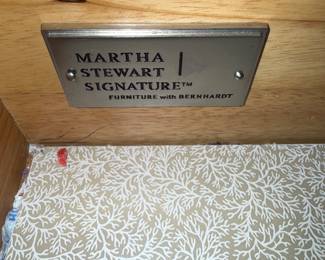 MARTHA
STEWART
SIGNATURE™
FURNITURE with BERNHARDT